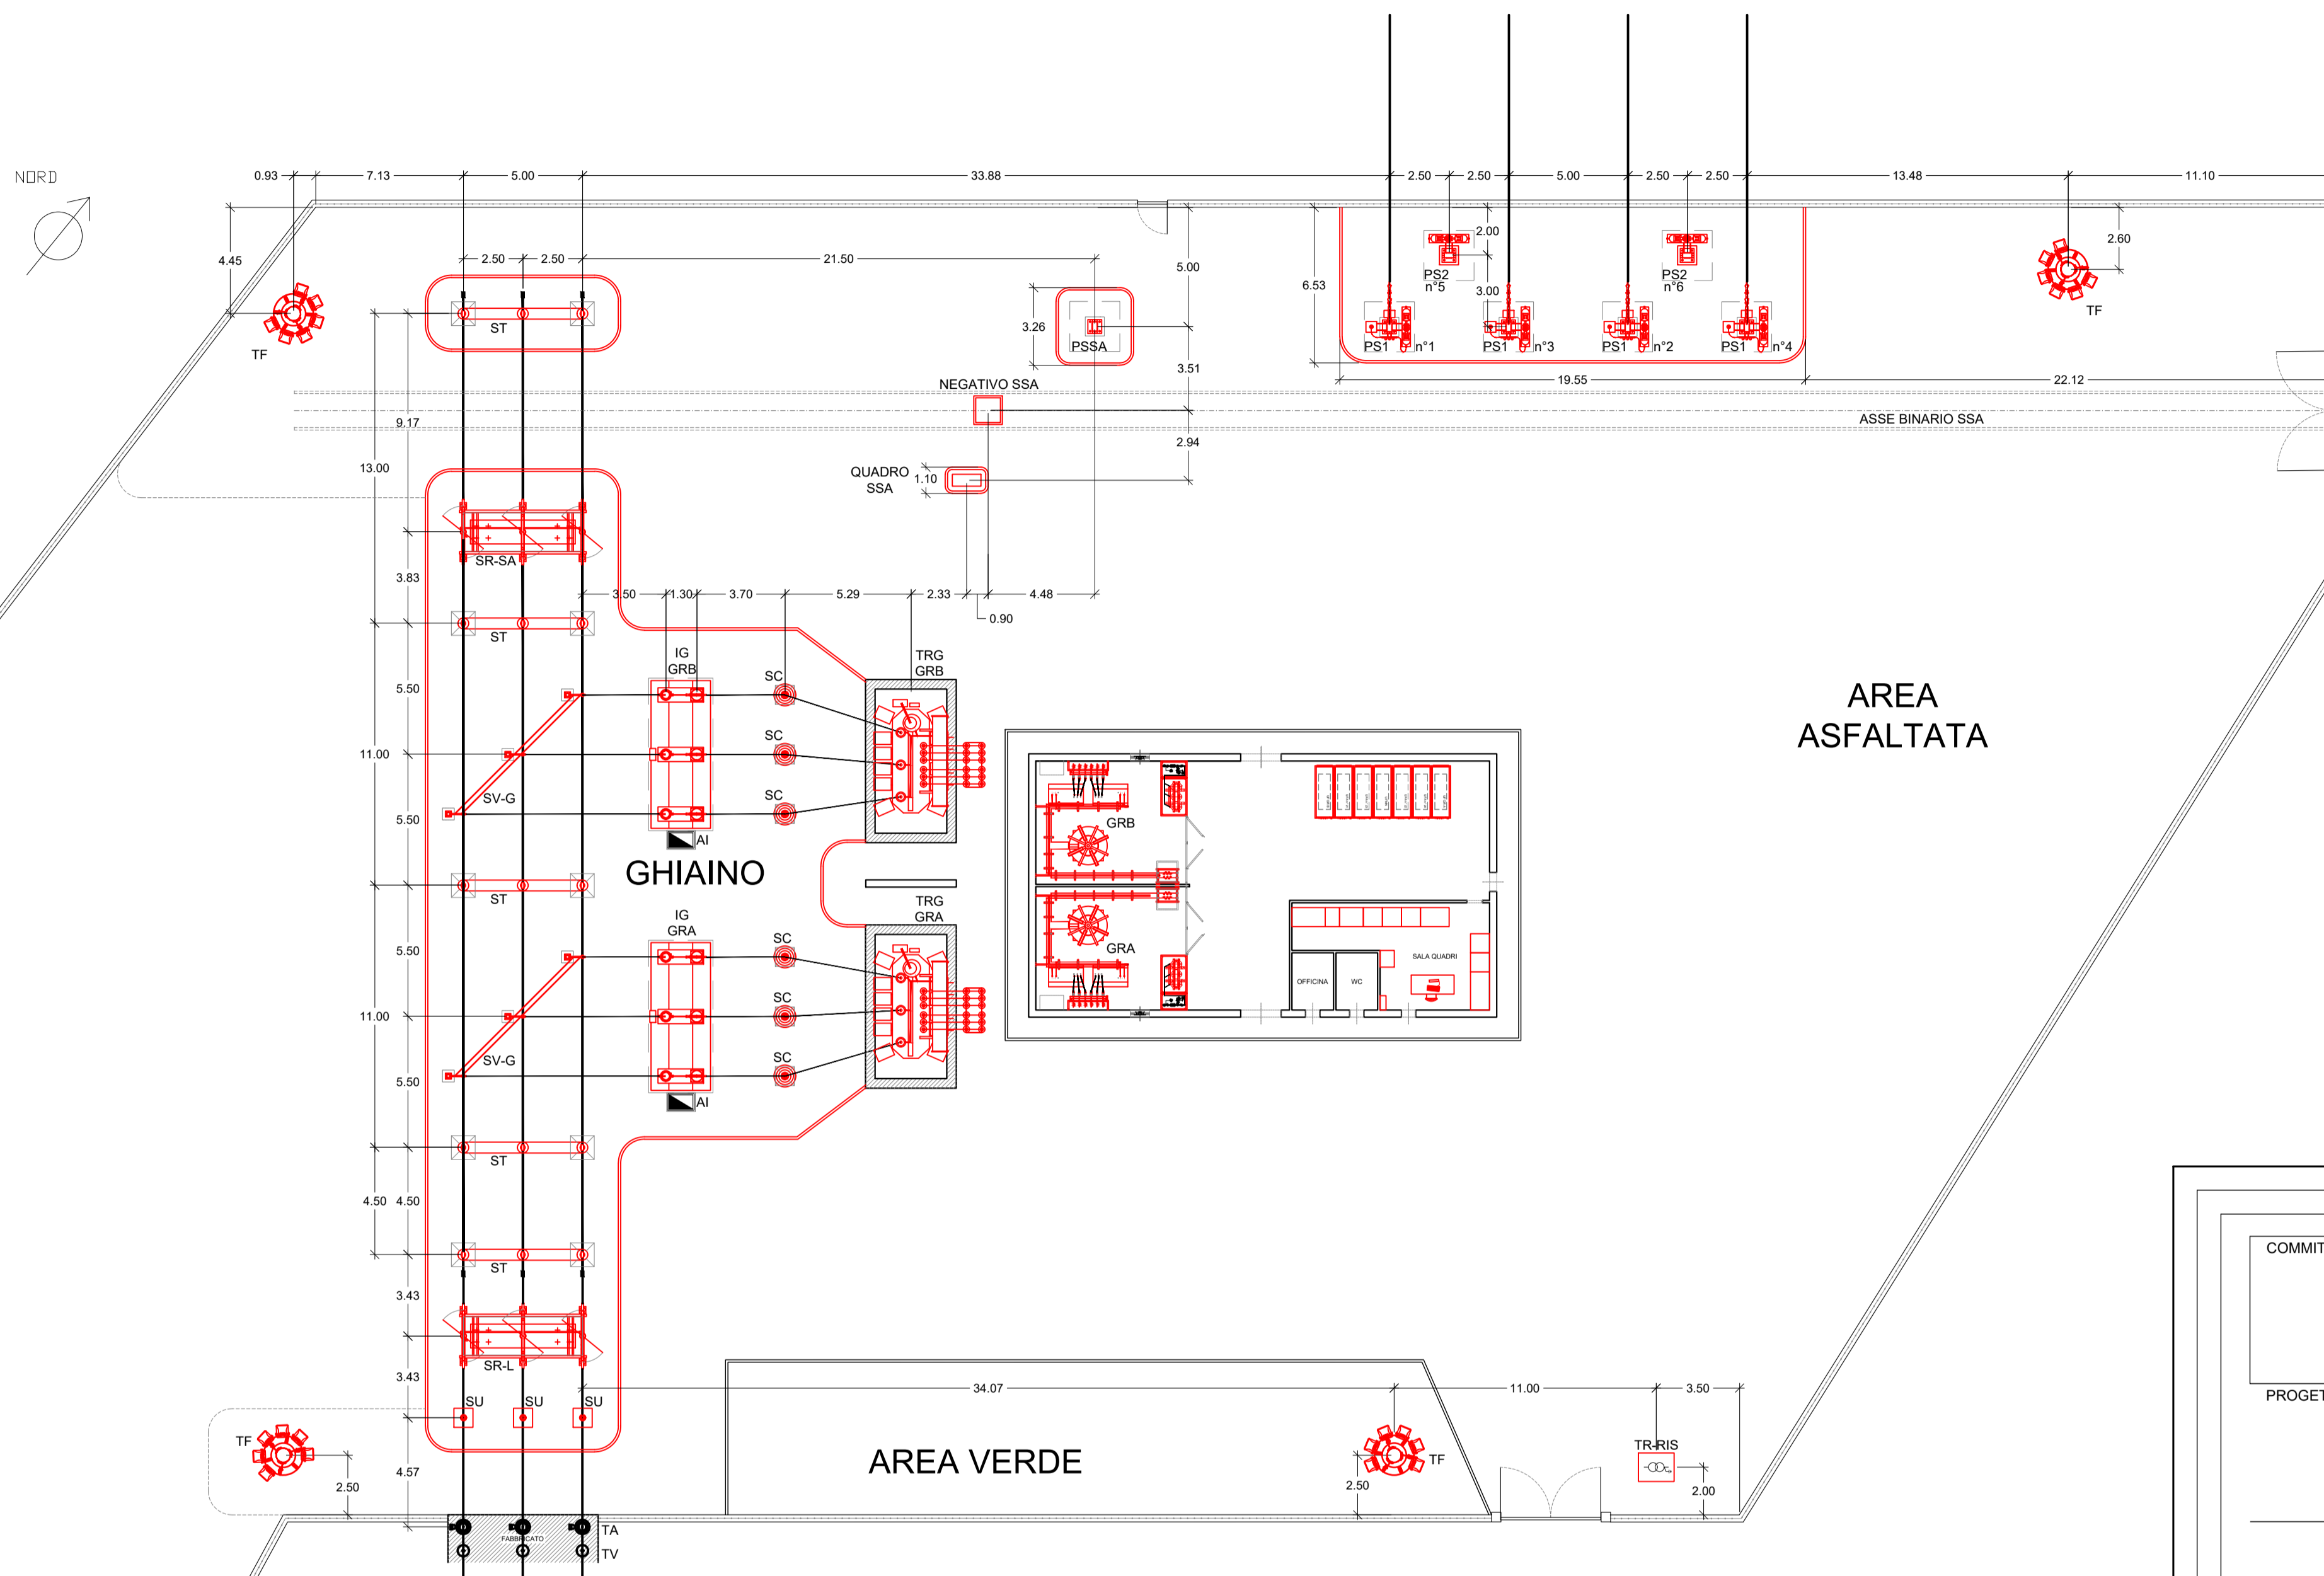 NORD
0.93
7.13
5.00
33.88
2.50
2.50
5.00
2.50
2.50
13.48
11.10
4.45
2.50
2.50
21.50
5.00
6.53
2.00
2.60
3.00
PS2
n°5
PS2
n°6
ST
TF
TF
3.26
PSSA
PS1
n°1
PS1
n°3
PS1
n°2
PS1
n°4
3.51
19.55
22.12
NEGATIVO SSA
ASSE BINARIO SSA
9.17
13.00
2.94
QUADRO
SSA
1.10
SR-SA
3.83
3.50
1.30
3.70
5.29
2.33
4.48
0.90
ST
IG
GRB
SC
TRG
GRB
5.50
AREA
ASFALTATA
11.00
SC
SV-G
SC
5.50
GRB
AI
GHIAINO
ST
TRG
GRA
IG
GRA
SC
5.50
GRA
SALA QUADRI
OFFICINA
WC
11.00
SC
SV-G
SC
5.50
AI
ST
4.50
4.50
ST
COMMIT
3.43
SR-L
3.43
34.07
11.00
3.50
PROGET
SU
SU
SU
TF
AREA VERDE
TF
TR-RIS
4.57
2.50
2.50
2.00
TA
FABBRICATO
TV